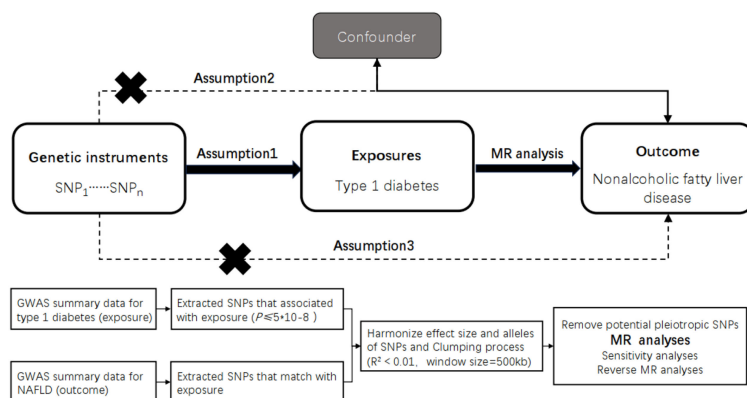 Confounder
Assumption2
Genetic instruments
SNP1······SNPn
Assumption1
Exposures
Type 1 diabetes
MR analysis
Outcome
Nonalcoholic fatty liver
disease
Assumption3
GWAS summary data for
type 1 diabetes (exposure)
Extracted SNPs that associated
with exposure (P≤5*10-8 )
GWAS summary data for
NAFLD (outcome)
Extracted SNPs that match with
exposure
Harmonize effect size and alleles
of SNPs and Clumping process
(R² < 0.01, window size=500kb)
Remove potential pleiotropic SNPs
MR analyses
Sensitivity analyses
Reverse MR analyses